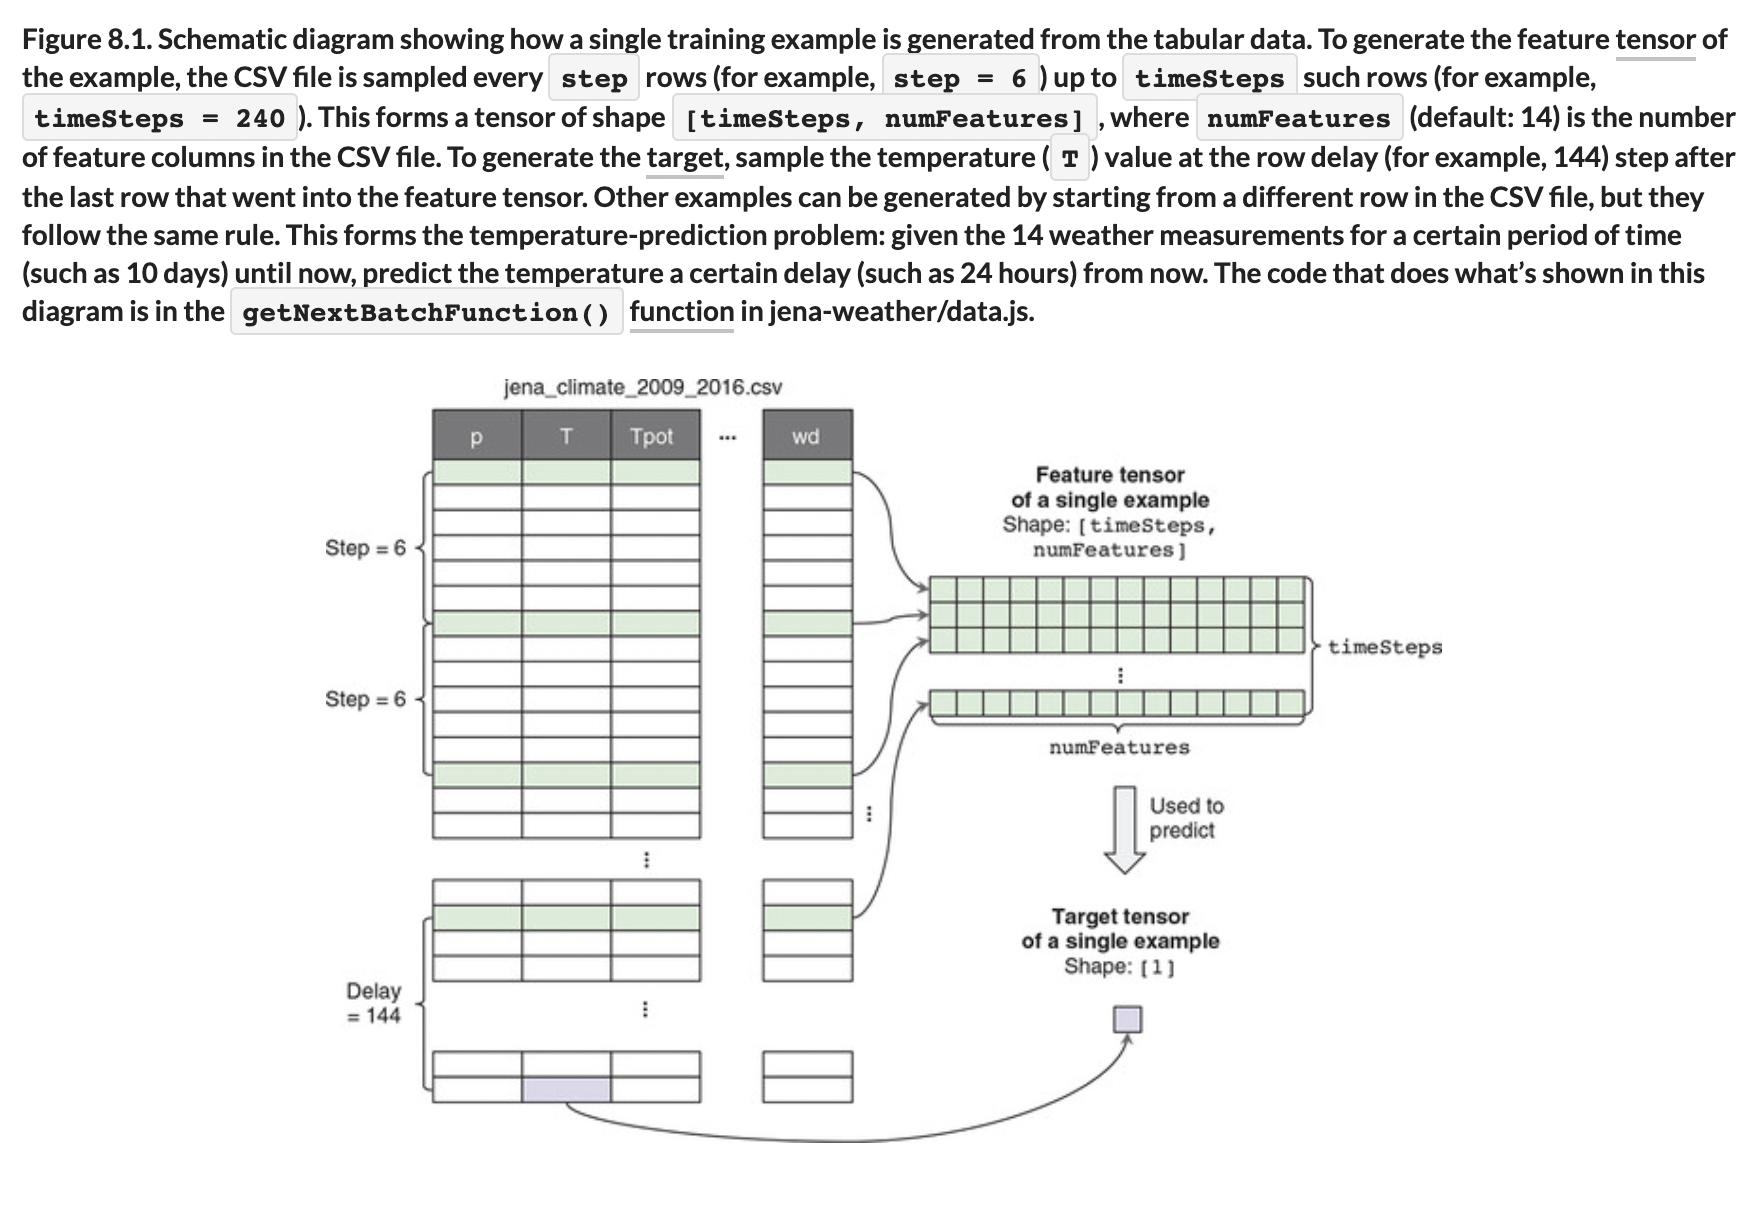 Figure 8.1. Schematic diagram showing how a single training example is generated from the tabular data. To generate the feature tensor of
the example, the CSV file is sampled every step rows (for example, step = 6 ) up to timeSteps such rows (for example,
timeSteps = 240 ). This forms a tensor of shape [timeSteps, numFeatures] , where numFeatures (default: 14) is the number
of feature columns in the CSV file. To generate the target, sample the temperature ( T ) value at the row delay (for example, 144) step after
the last row that went into the feature tensor. Other examples can be generated by starting from a different row in the CSV file, but they
follow the same rule. This forms the temperature-prediction problem: given the 14 weather measurements for a certain period of time
(such as 10 days) until now, predict the temperature a certain delay (such as 24 hours) from now. The code that does what’s shown in this
diagram is in the getNextBatchFunction() function in jena-weather/data.js.
jena_climate_2009_2016.csv
p T Tpot ... wd
Feature tensor
of a single example
Shape: [timeSteps,
numFeatures]
Step = 6
timeSteps
Step = 6
numFeatures
Used to
predict
Target tensor
of a single example
Shape: [1]
Delay
= 144